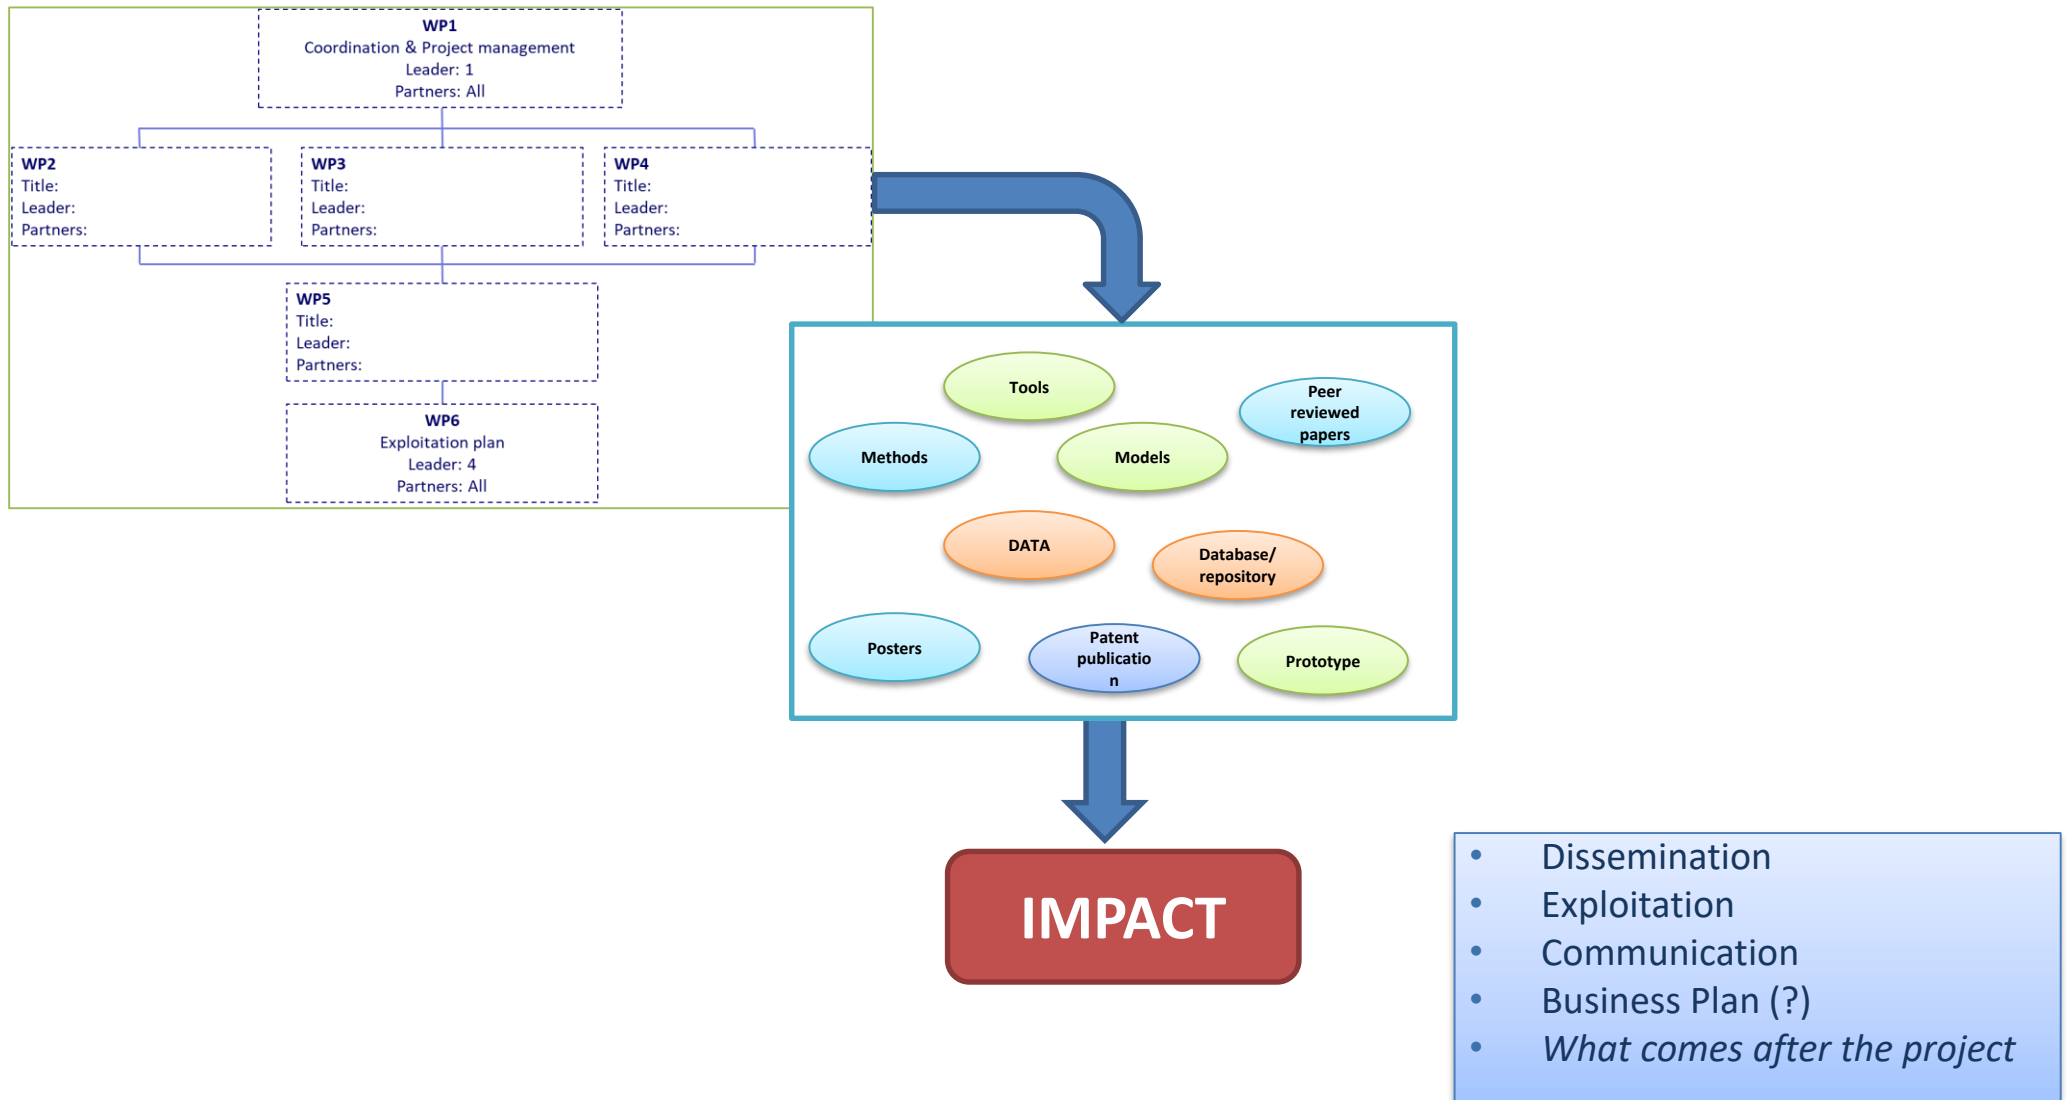 WP1
Coordination & Project management
Leader: 1
Partners: All
WP2
Title:
Leader:
Partners:
WP3
Title:
Leader:
Partners:
WP4
Title:
Leader:
Partners:
WP5
Title:
Leader:
Partners:
WP6
Exploitation plan
Leader: 4
Partners: All
Tools
Peer
reviewed
papers
Methods
Models
DATA
Database/
repository
Posters
Patent
publicatio
n
Prototype
IMPACT
• Dissemination
• Exploitation
• Communication
• Business Plan (?)
• What comes after the project